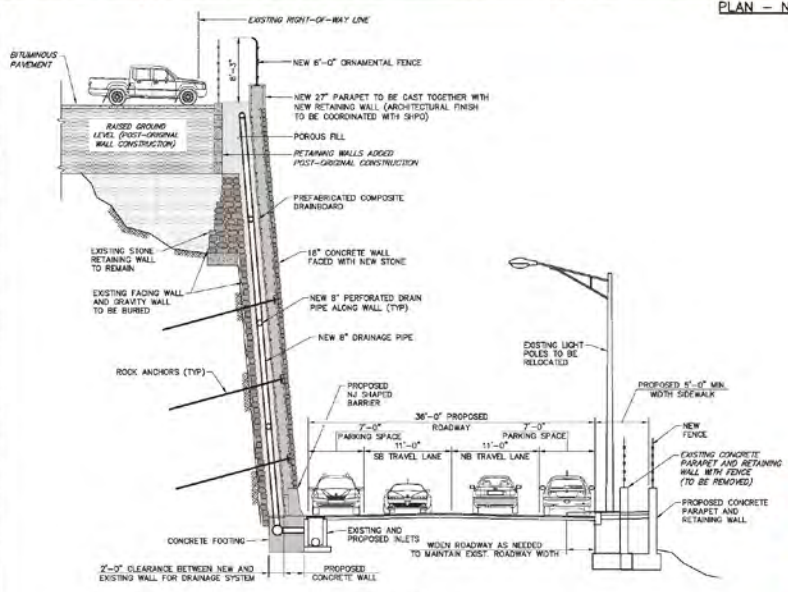 PLAN - N
EXISTING RIGHT-OF-WAY LINE
BITUMINOUS
PAVEMENT
8'-3"
NEW 6'-0" ORNAMENTAL FENCE
NEW 27" PARAPET TO BE CAST TOGETHER WITH
NEW RETAINING WALL (ARCHITECTURAL FINISH
TO BE COORDINATED WITH SHPO)
RAISED GROUND
LEVEL (POST-ORIGINAL
WALL CONSTRUCTION)
POROUS FILL
RETAINING WALLS ADDED
POST-ORIGINAL CONSTRUCTION
PREFABRICATED COMPOSITE
DRAINBOARD
EXISTING STONE
RETAINING WALL
TO REMAIN
18" CONCRETE WALL
FACED WITH NEW STONE
EXISTING FACING WALL
AND GRAVITY WALL
TO BE BURIED
NEW 8" PERFORATED DRAIN
PIPE ALONG WALL (TYP)
NEW 8" DRAINAGE PIPE
EXISTING LIGHT
POLES TO BE
RELOCATED
ROCK ANCHORS (TYP)
PROPOSED
NJ SHAPED
BARRIER
PROPOSED 5'-0" MIN.
WIDTH SIDEWALK
36'-0" PROPOSED
ROADWAY
7'-0"
PARKING SPACE
7'-0"
PARKING SPACE
11'-0"
SB TRAVEL LANE
11'-0"
NB TRAVEL LANE
NEW
FENCE
EXISTING CONCRETE
PARAPET AND RETAINING
WALL WITH FENCE
(TO BE REMOVED)
PROPOSED CONCRETE
PARAPET AND
RETAINING WALL
CONCRETE FOOTING
EXISTING AND
PROPOSED INLETS
WIDEN ROADWAY AS NEEDED
TO MAINTAIN EXIST. ROADWAY WIDTH
2'-0" CLEARANCE BETWEEN NEW AND
EXISTING WALL FOR DRAINAGE SYSTEM
PROPOSED
CONCRETE WALL